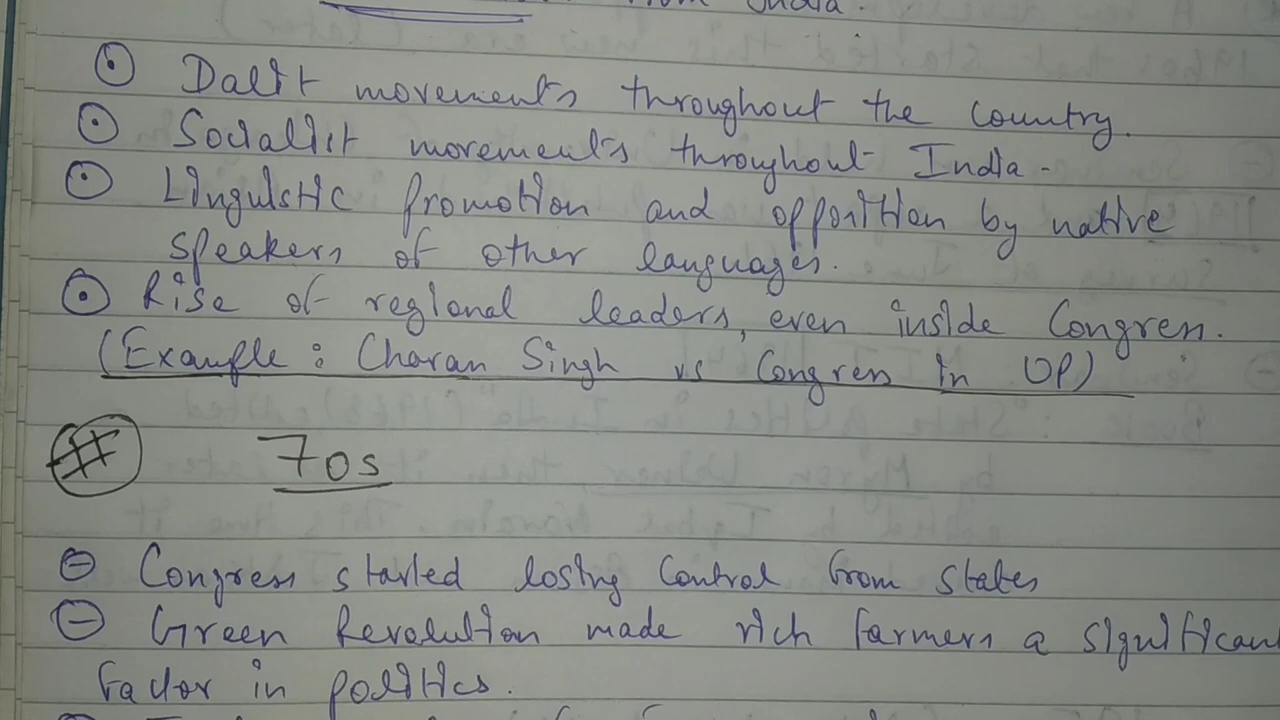 from India.
Dalit movements throughout the country.
Socialist movements throughout India -
Linguistic promotion and opposition by native
speakers of other languages.
Rise of regional leaders, even inside Congress.
(Example : Charan Singh vs Congress in UP)
# 70s
Congress started losing control from states
Green Revolution made rich farmers a significant
factor in politics.